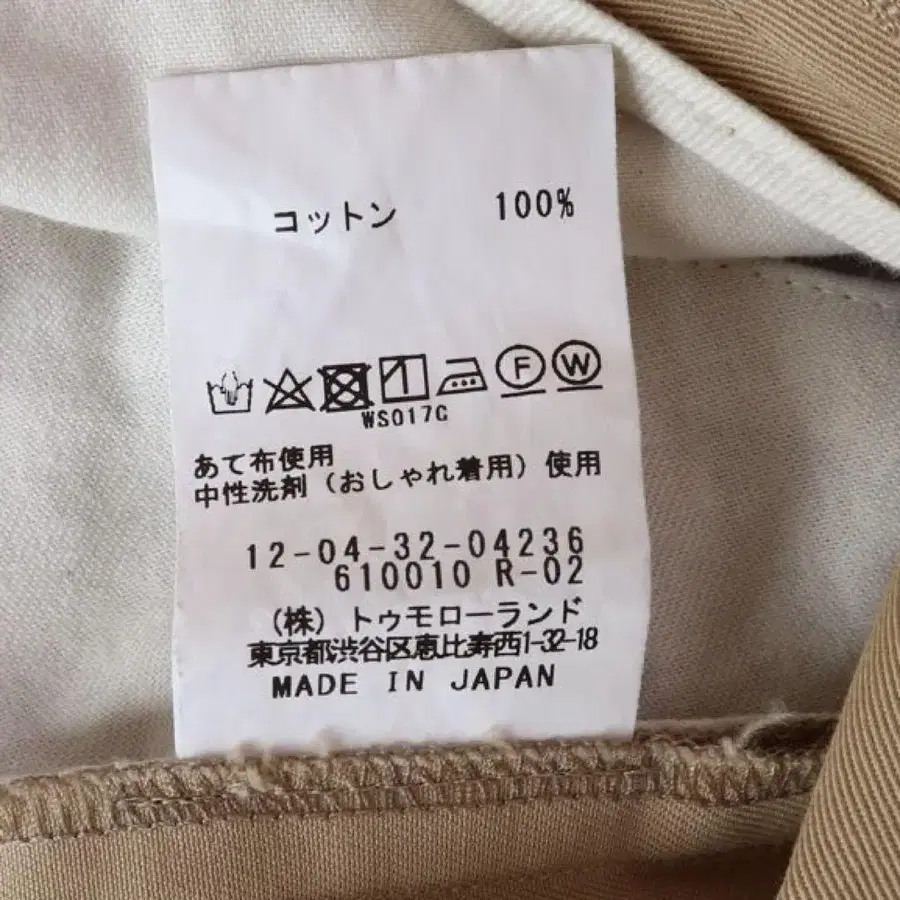 コットン 100%
F W
WS017C
あて布使用
中性洗剤（おしゃれ着用）使用
12-04-32-04236
610010 R-02
（株）トゥモローランド
東京都渋谷区恵比寿西1-32-18
MADE IN JAPAN